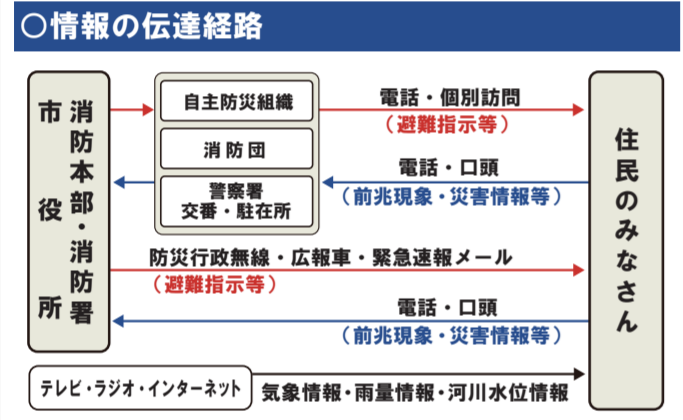 ○情報の伝達経路
消防本部・消防署
市役所
自主防災組織
消防団
警察署
交番・駐在所
電話・個別訪問
（避難指示等）
電話・口頭
（前兆現象・災害情報等）
防災行政無線・広報車・緊急速報メール
（避難指示等）
電話・口頭
（前兆現象・災害情報等）
住民のみなさん
テレビ・ラジオ・インターネット
気象情報・雨量情報・河川水位情報